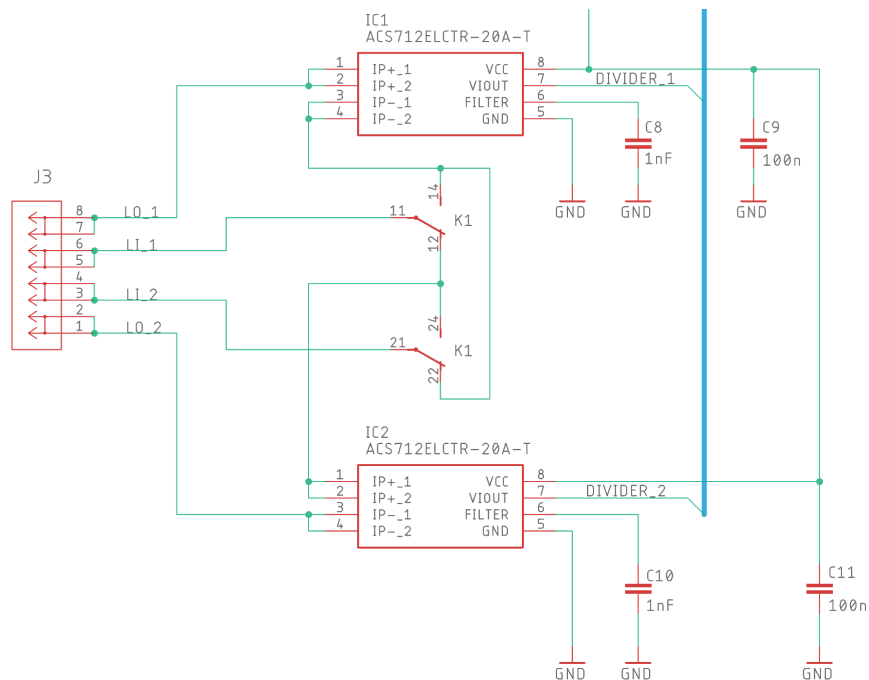 IC1
ACS712ELCTR-20A-T
1 IP+_1 VCC 8
2 IP+_2 VIOUT 7 DIVIDER_1
3 IP-_1 FILTER 6
4 IP-_2 GND 5
C8
1nF
C9
100n
GND
GND
GND
J3
8 LO_1
7
6 LI_1
5
4
3 LI_2
2
1 LO_2
14
11
12
K1
24
21
22
K1
IC2
ACS712ELCTR-20A-T
1 IP+_1 VCC 8
2 IP+_2 VIOUT 7 DIVIDER_2
3 IP-_1 FILTER 6
4 IP-_2 GND 5
C10
1nF
C11
100n
GND
GND
GND